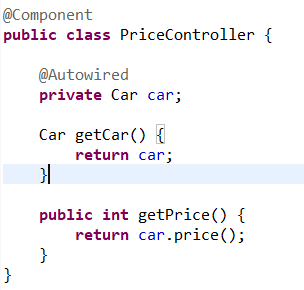 @Component
public class PriceController {
@Autowired
private Car car;
Car getCar() {
return car;
}
public int getPrice() {
return car.price();
}
}